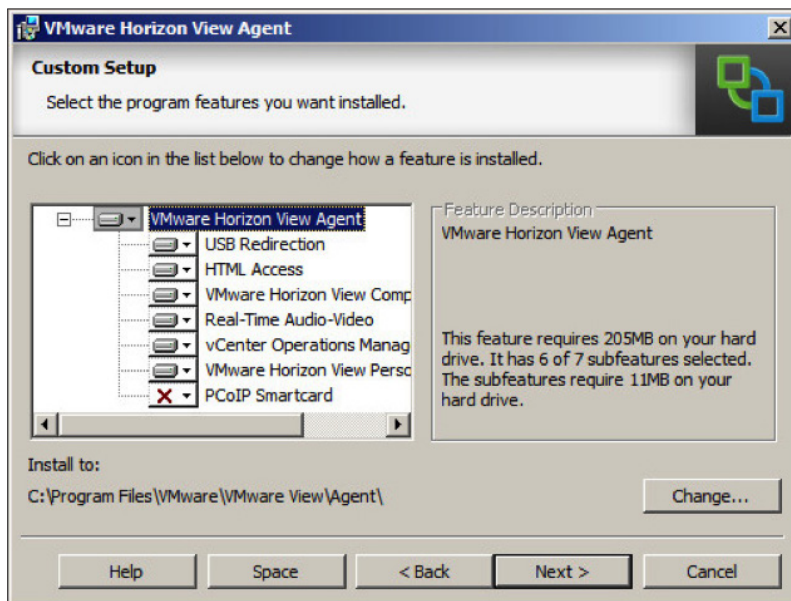 VMware Horizon View Agent
Custom Setup
Select the program features you want installed.
Click on an icon in the list below to change how a feature is installed.
VMware Horizon View Agent
USB Redirection
HTML Access
VMware Horizon View Comp
Real-Time Audio-Video
vCenter Operations Manag
VMware Horizon View Perso
PCoIP Smartcard
Feature Description
VMware Horizon View Agent
This feature requires 205MB on your hard
drive. It has 6 of 7 subfeatures selected.
The subfeatures require 11MB on your
hard drive.
Install to:
C:\Program Files\VMware\VMware View\Agent\
Change...
Help
Space
< Back
Next >
Cancel